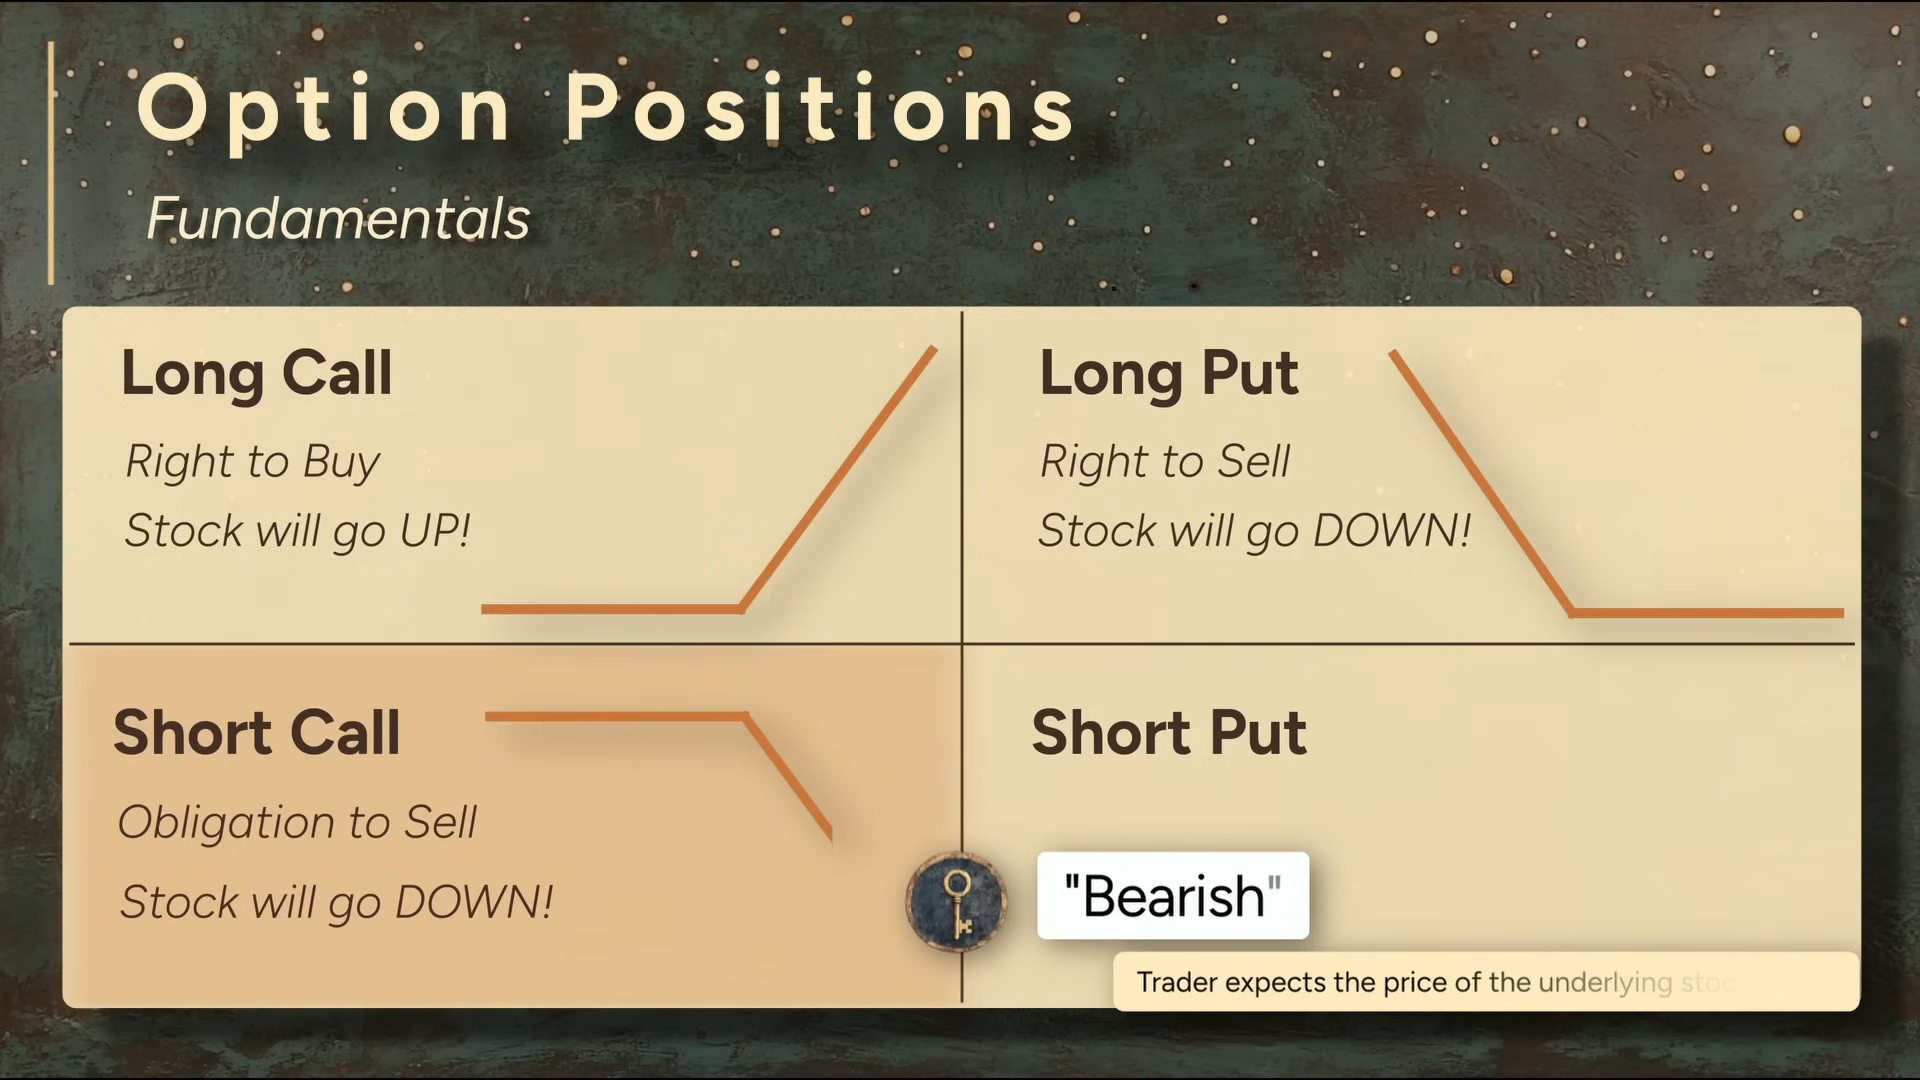 Option Positions
Fundamentals
Long Call
Right to Buy
Stock will go UP!
Long Put
Right to Sell
Stock will go DOWN!
Short Call
Obligation to Sell
Stock will go DOWN!
Short Put
"Bearish"
Trader expects the price of the underlying